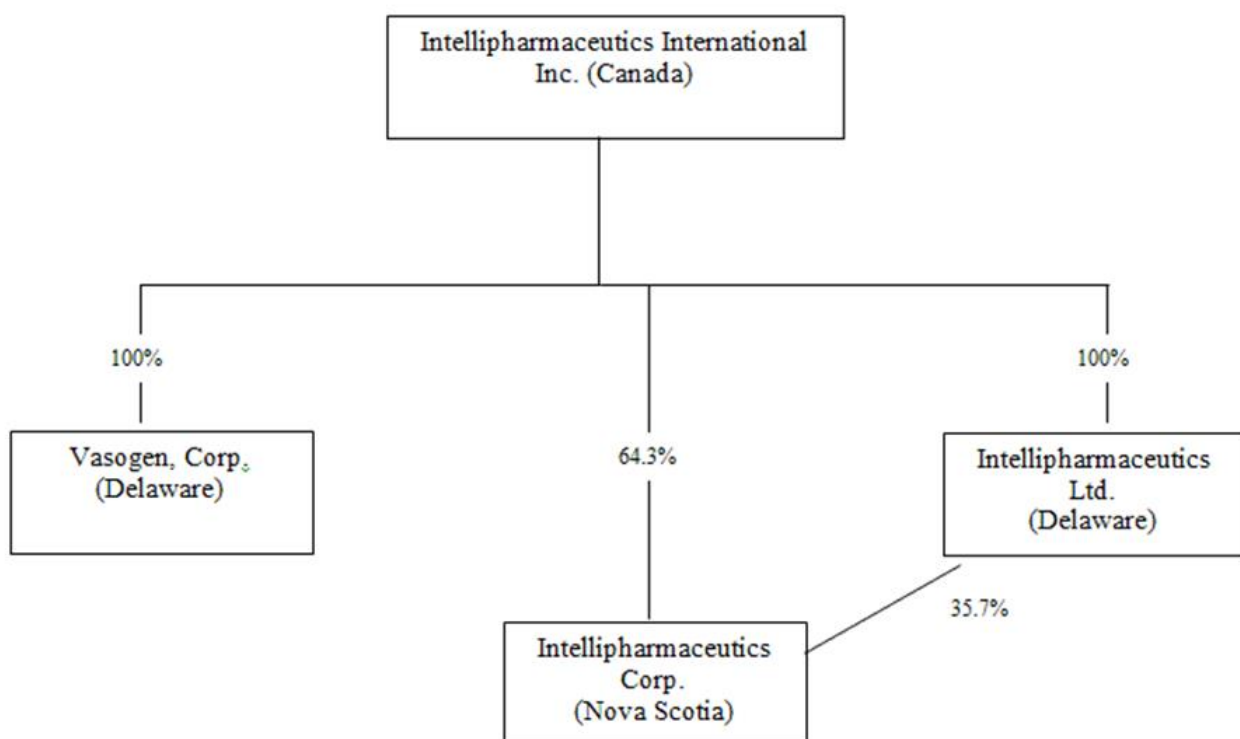 Intellipharmaceutics International
Inc. (Canada)
100%
100%
Vasogen, Corp.
(Delaware)
64.3%
Intellipharmaceutics
Ltd.
(Delaware)
35.7%
Intellipharmaceutics
Corp.
(Nova Scotia)